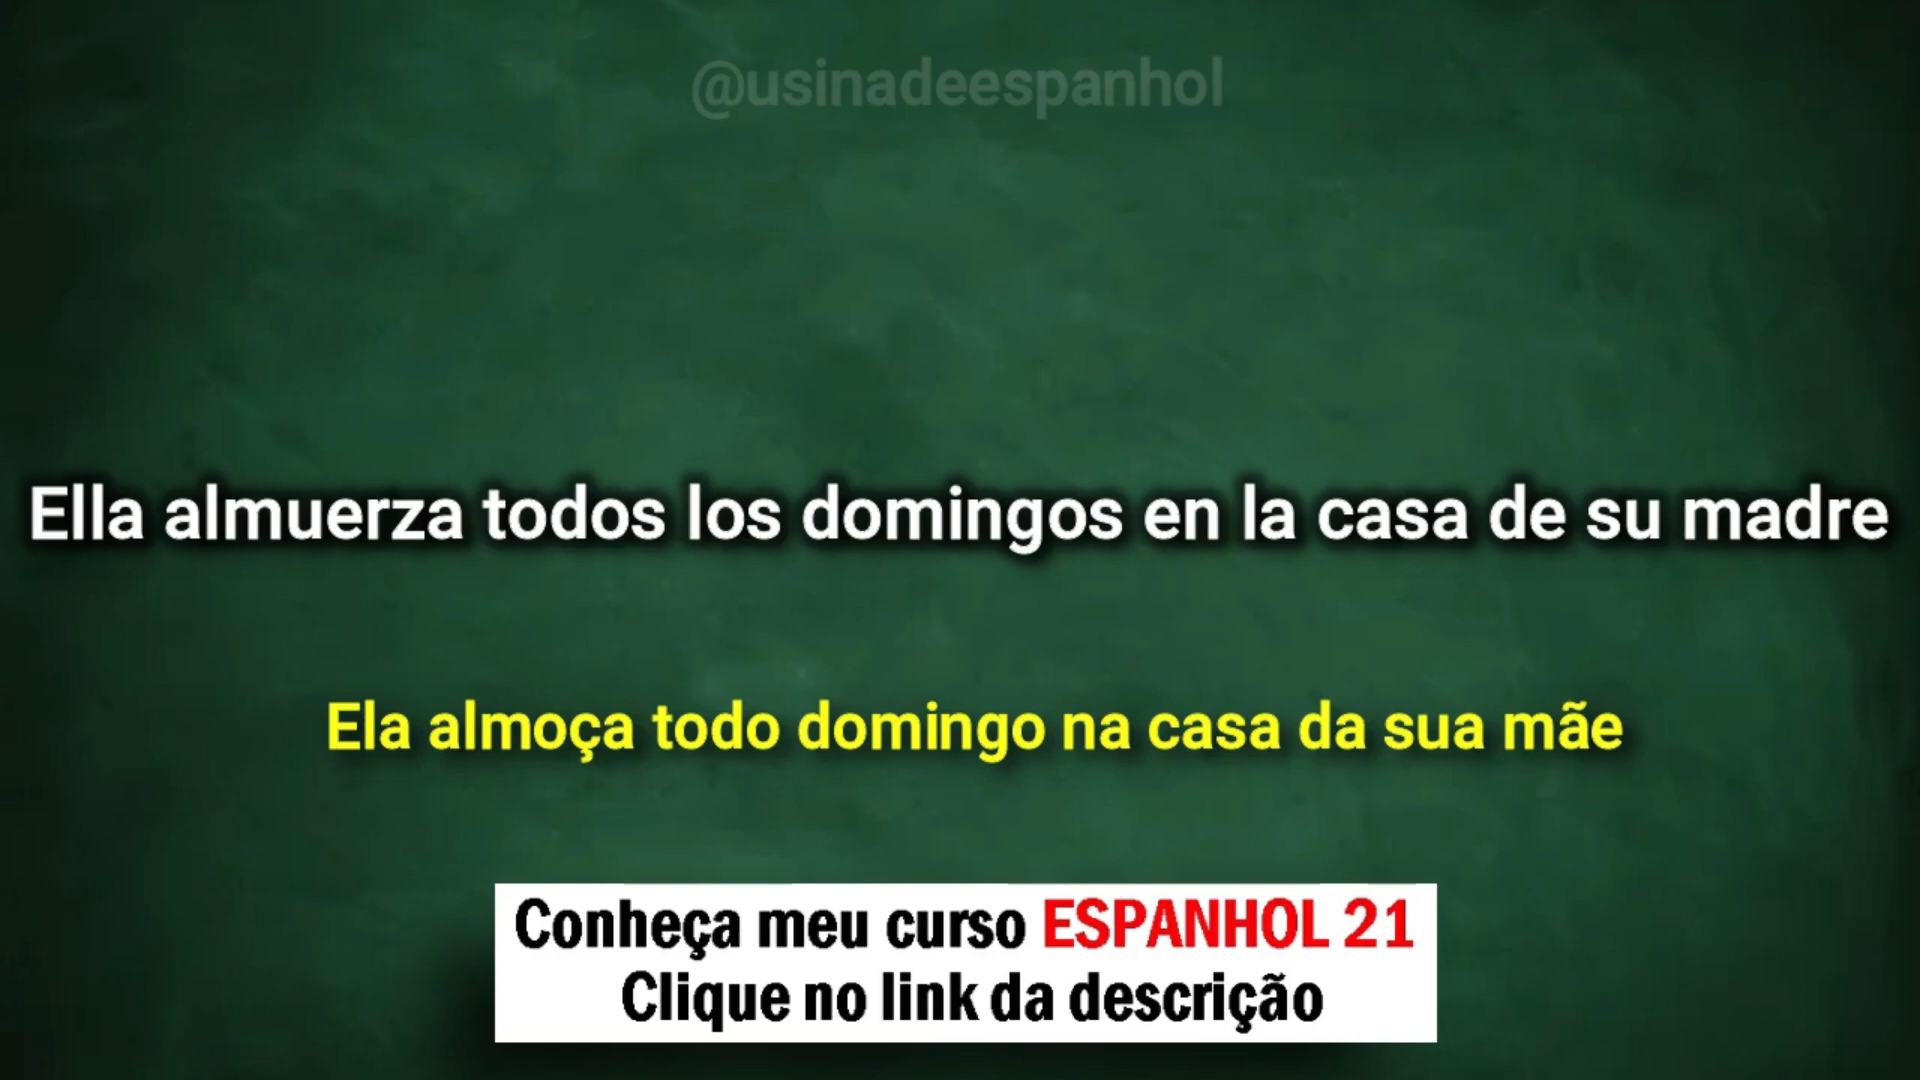 @usinadeespanhol
Ella almuerza todos los domingos en la casa de su madre
Ela almoça todo domingo na casa da sua mãe
Conheça meu curso ESPANHOL 21
Clique no link da descrição